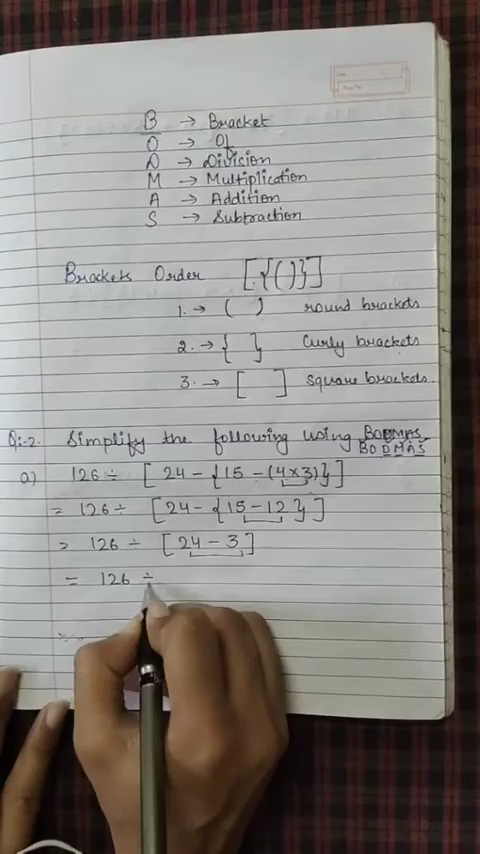 B → Bracket
O → Of
D → Division
M → Multiplication
A → Addition
S → Subtraction
Brackets Order [{()}]
1. → ( ) round brackets
2. → { } Curly brackets
3. → [ ] square brackets.
Q:-2. Simplify the following using BODMAS
BODMAS
a) 126 ÷ [24 - {15 - (4×3)}]
= 126 ÷ [24 - {15 - 12}]
= 126 ÷ [24 - 3]
= 126 ÷